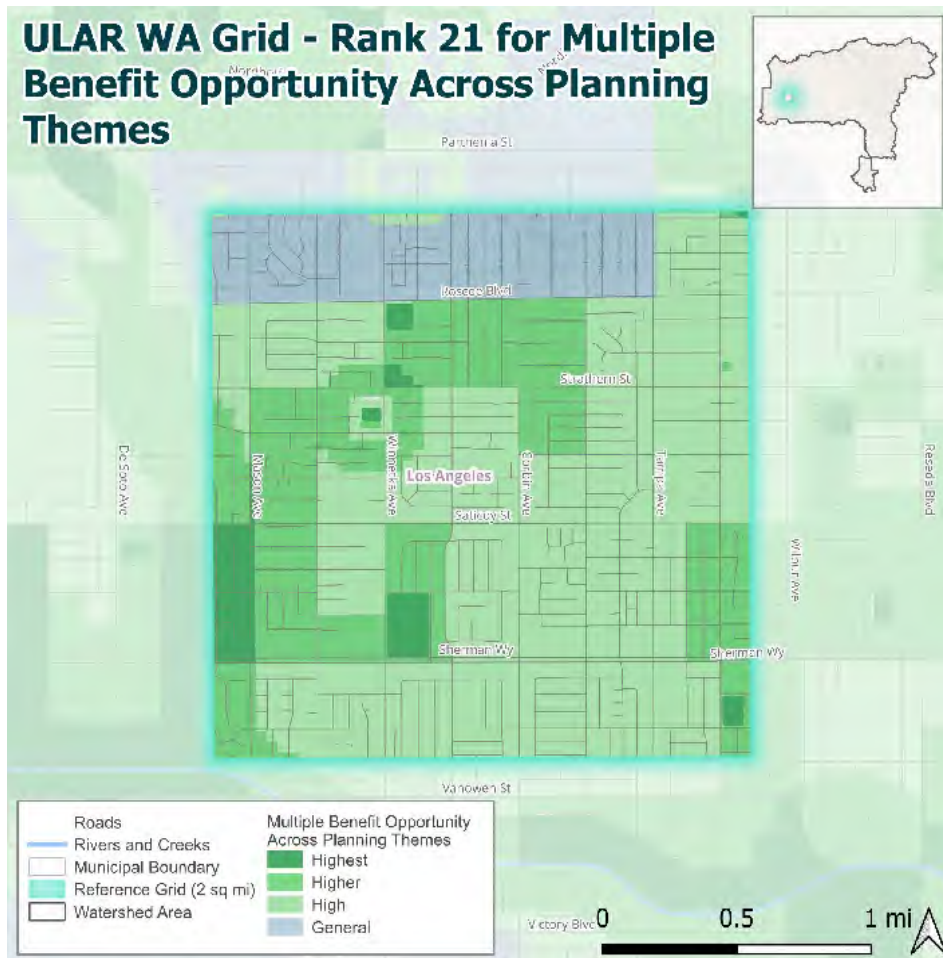 ULAR WA Grid - Rank 21 for Multiple
Benefit Opportunity Across Planning
Themes
Parthenia St
Roscoe Blvd
Strathern St
De Soto Ave
Mason Ave
Winnetka Ave
Los Angeles
Corbin Ave
Tampa Ave
Reseda Blvd
Saticoy St
Wilbur Ave
Sherman Wy
Sherman Wy
Vanowen St
Roads
Rivers and Creeks
Municipal Boundary
Reference Grid (2 sq mi)
Watershed Area
Multiple Benefit Opportunity
Across Planning Themes
Highest
Higher
High
General
Victory Blvd
0 0.5 1 mi